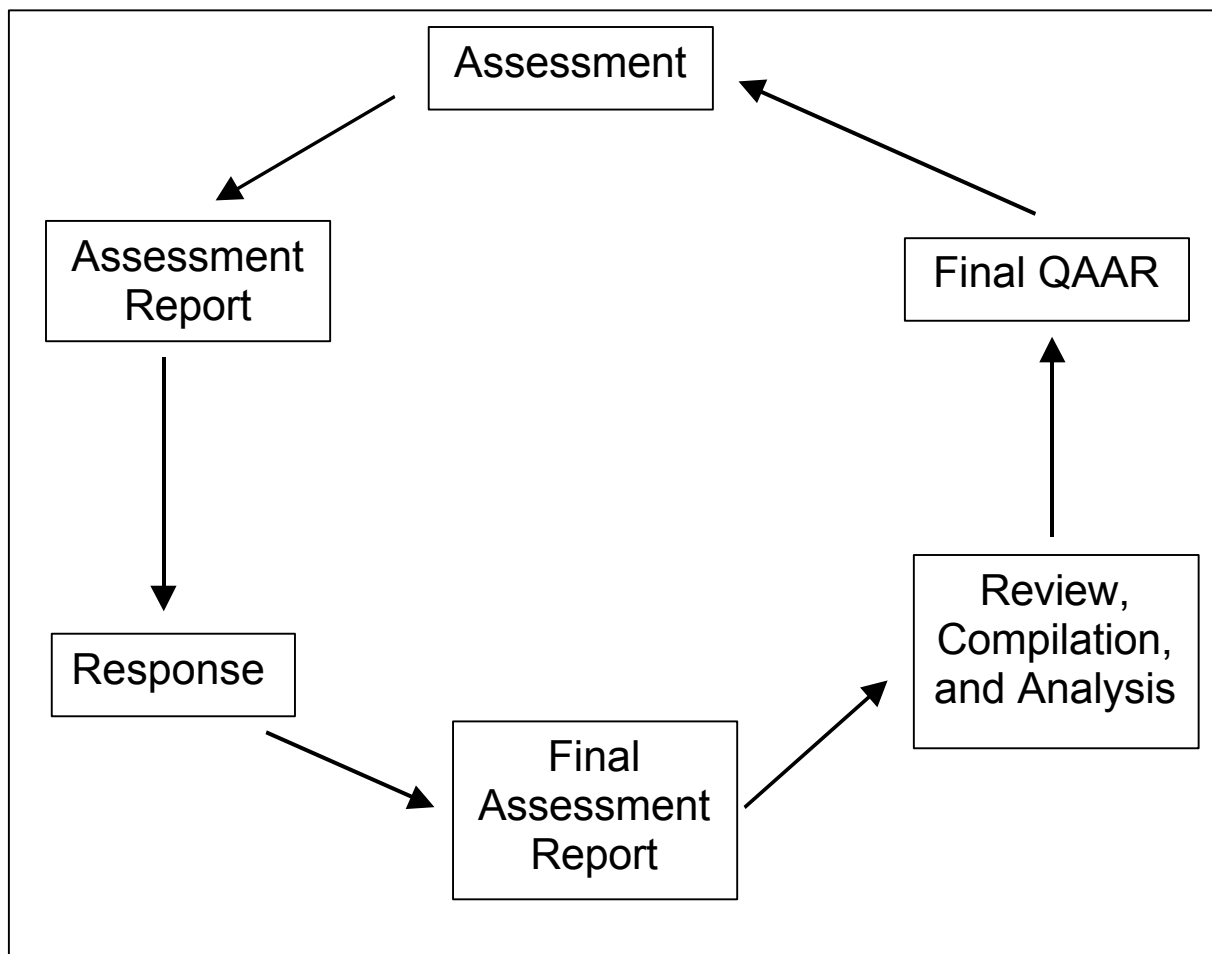 Assessment
Assessment
Report
Response
Final
Assessment
Report
Review,
Compilation,
and Analysis
Final QAAR